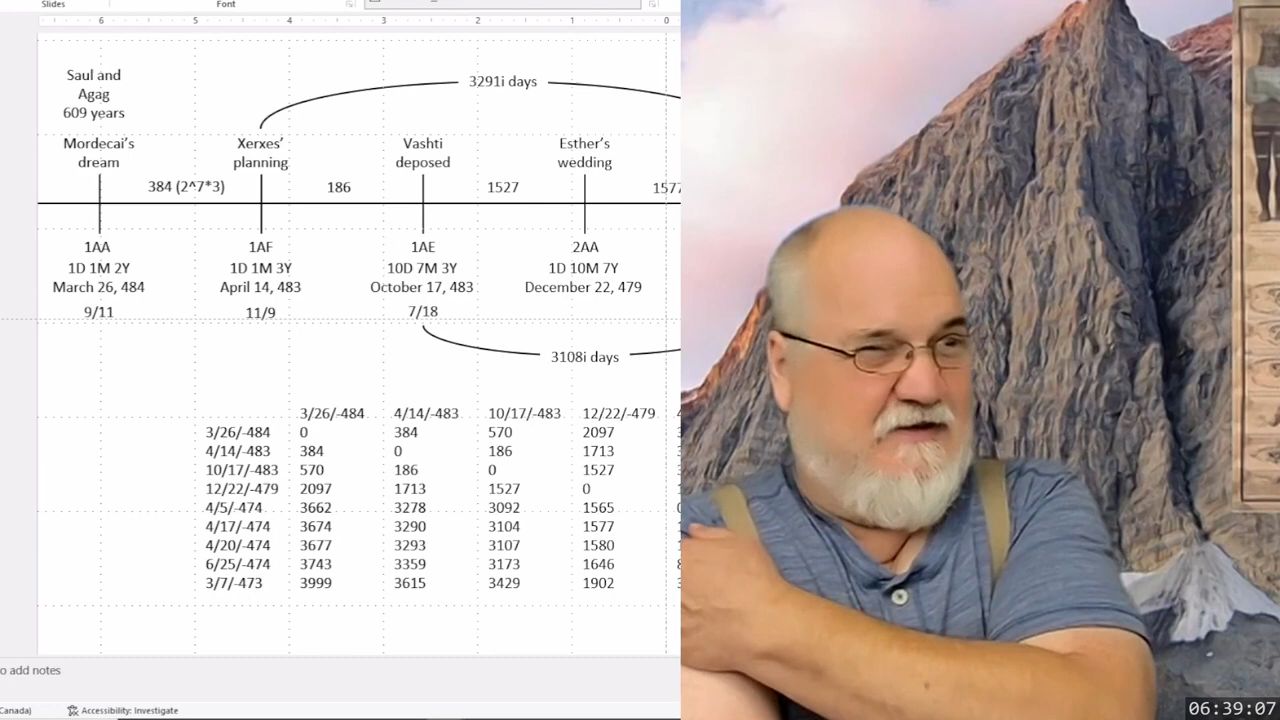 Slides
Font
6 5 4 3 2 1 0
Saul and
Agag
609 years
3291i days
Mordecai's
dream
Xerxes'
planning
Vashti
deposed
Esther's
wedding
384 (2^7*3)
186
1527
1577
1AA
1D 1M 2Y
March 26, 484
9/11
1AF
1D 1M 3Y
April 14, 483
11/9
1AE
10D 7M 3Y
October 17, 483
7/18
2AA
1D 10M 7Y
December 22, 479
3108i days
3/26/-484 4/14/-483 10/17/-483 12/22/-479
3/26/-484 0 384 570 2097
4/14/-483 384 0 186 1713
10/17/-483 570 186 0 1527
12/22/-479 2097 1713 1527 0
4/5/-474 3662 3278 3092 1565
4/17/-474 3674 3290 3104 1577
4/20/-474 3677 3293 3107 1580
6/25/-474 3743 3359 3173 1646
3/7/-473 3999 3615 3429 1902
o add notes
Canada)
Accessibility: Investigate
06:39:07